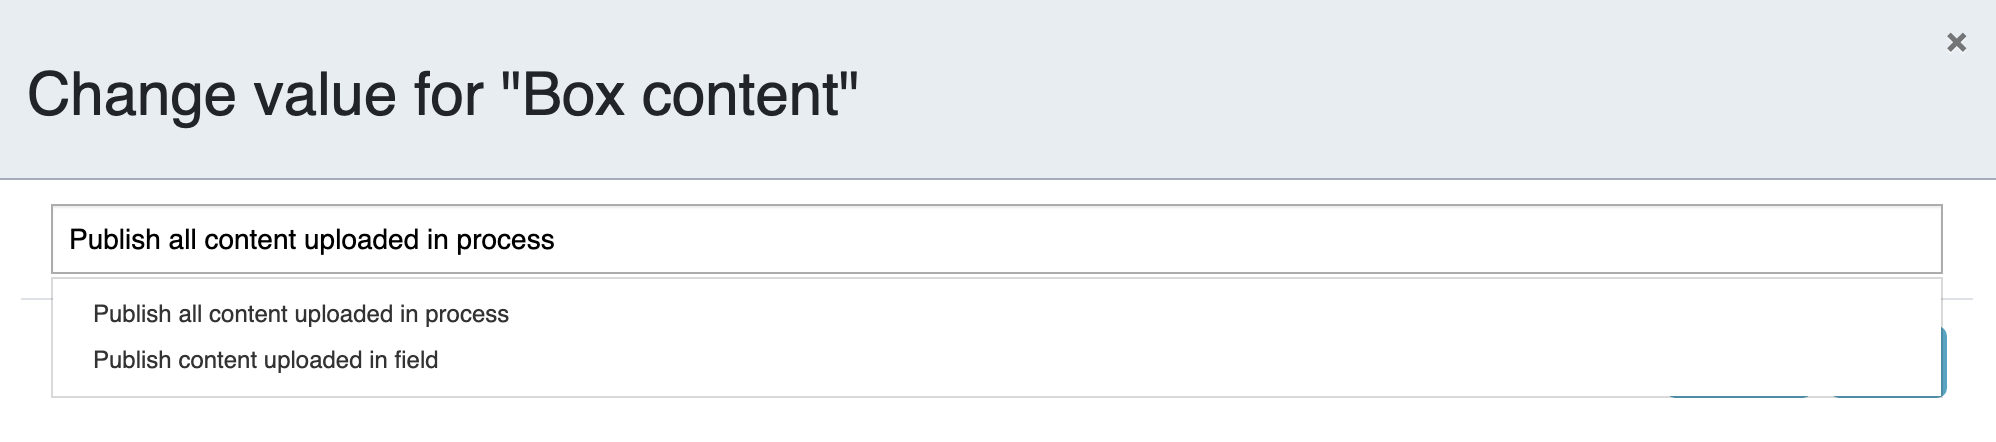 Change value for "Box content"
Publish all content uploaded in process
Publish all content uploaded in process
Publish content uploaded in field